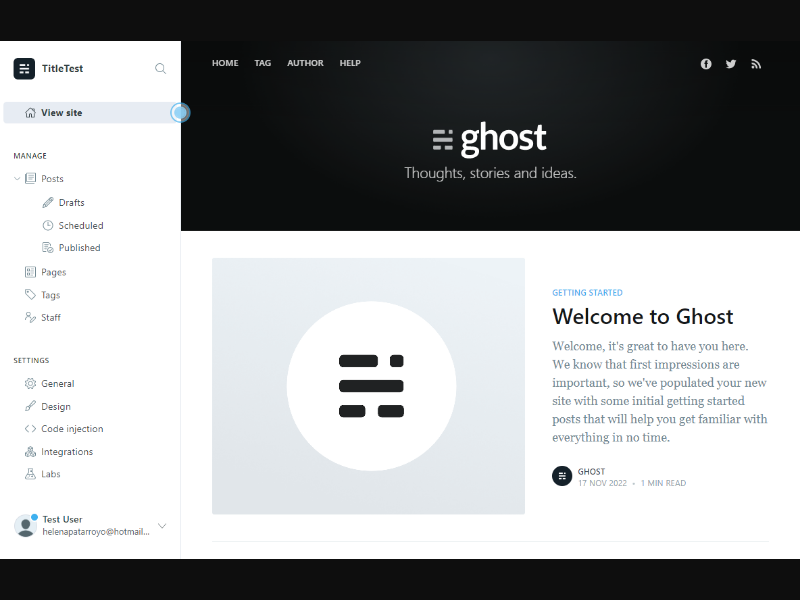 TitleTest
View site
MANAGE
Posts
Drafts
Scheduled
Published
Pages
Tags
Staff
SETTINGS
General
Design
Code injection
Integrations
Labs
Test User
helenapatarroyo@hotmail...
HOME TAG AUTHOR HELP
ghost
Thoughts, stories and ideas.
GETTING STARTED
Welcome to Ghost
Welcome, it's great to have you here.
We know that first impressions are
important, so we've populated your new
site with some initial getting started
posts that will help you get familiar with
everything in no time.
GHOST
17 NOV 2022 • 1 MIN READ